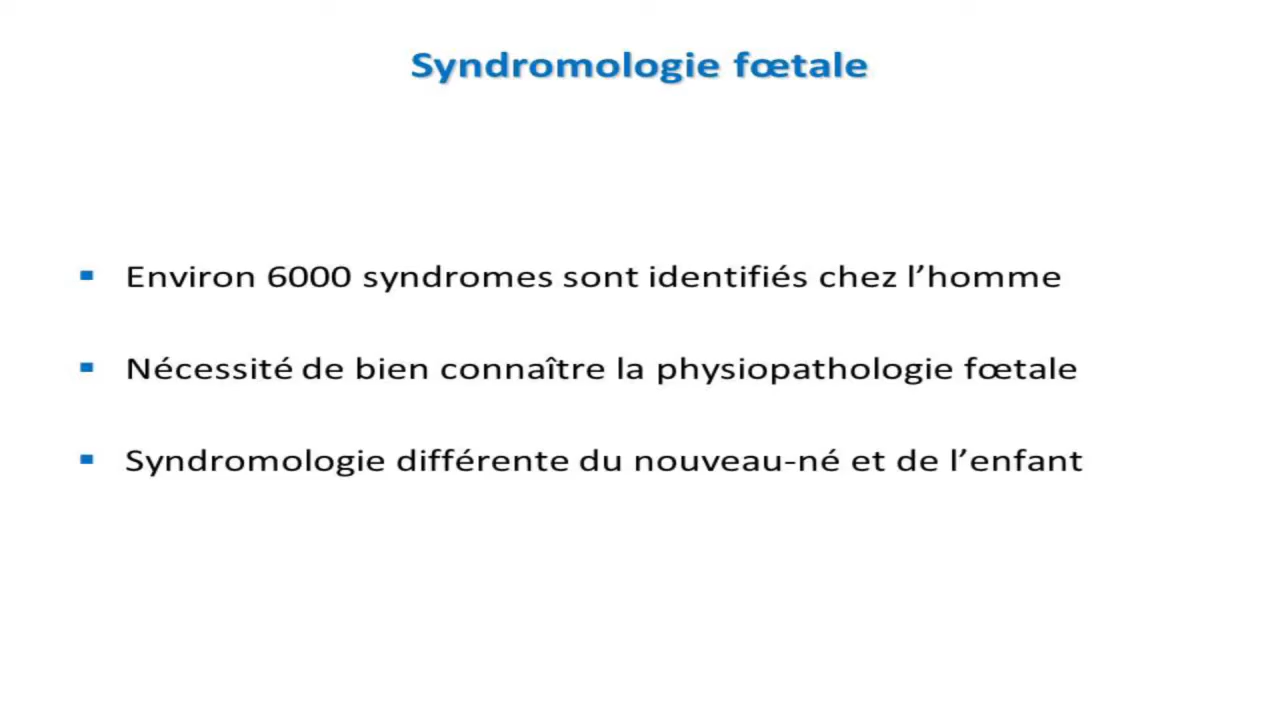 Syndromologie fœtale
▪ Environ 6000 syndromes sont identifiés chez l’homme
▪ Nécessité de bien connaître la physiopathologie fœtale
▪ Syndromologie différente du nouveau-né et de l’enfant